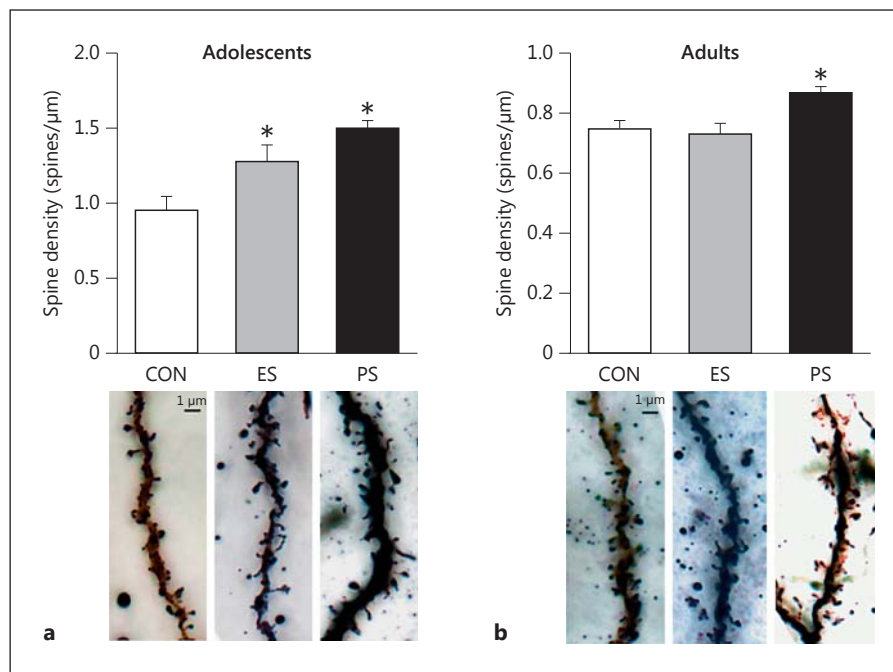 Adolescents
Spine density (spines/µm)
2.0
1.5
1.0
0.5
0
*
*
CON ES PS
1 µm
a
Adults
Spine density (spines/µm)
1.0
0.8
0.6
0.4
0.2
0
*
CON ES PS
1 µm
b